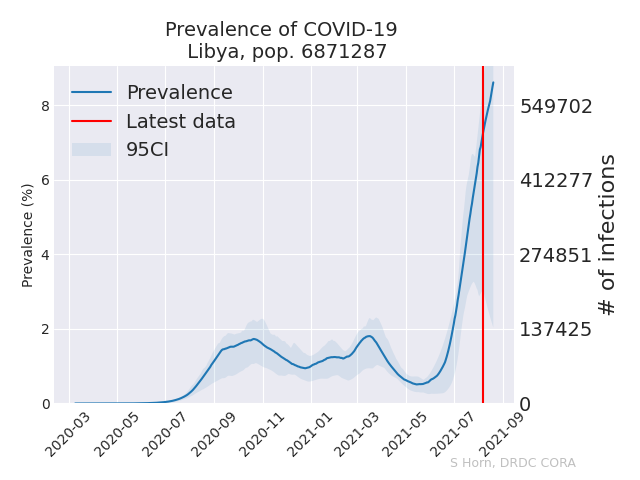 Prevalence of COVID-19
Libya, pop. 6871287
Prevalence
Latest data
95CI
Prevalence (%)
8
6
4
2
0
549702
412277
274851
137425
0
# of infections
2020-03
2020-05
2020-07
2020-09
2020-11
2021-01
2021-03
2021-05
2021-07
2021-09
S Horn, DRDC CORA